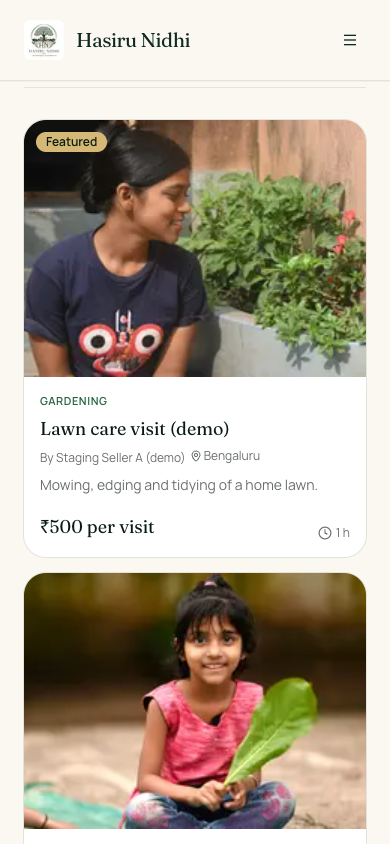 Hasiru Nidhi
Featured
GARDENING
Lawn care visit (demo)
By Staging Seller A (demo) Bengaluru
Mowing, edging and tidying of a home lawn.
₹500 per visit
1 h